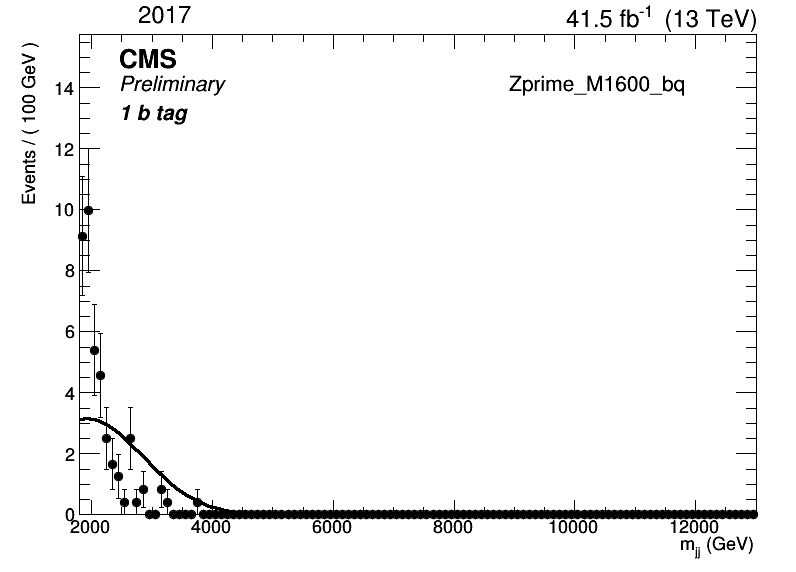 2017
41.5 fb⁻¹ (13 TeV)
CMS
Preliminary
Zprime_M1600_bq
1 b tag
Events / ( 100 GeV )
14
12
10
8
6
4
2
0
2000 4000 6000 8000 10000 12000
m_jj (GeV)